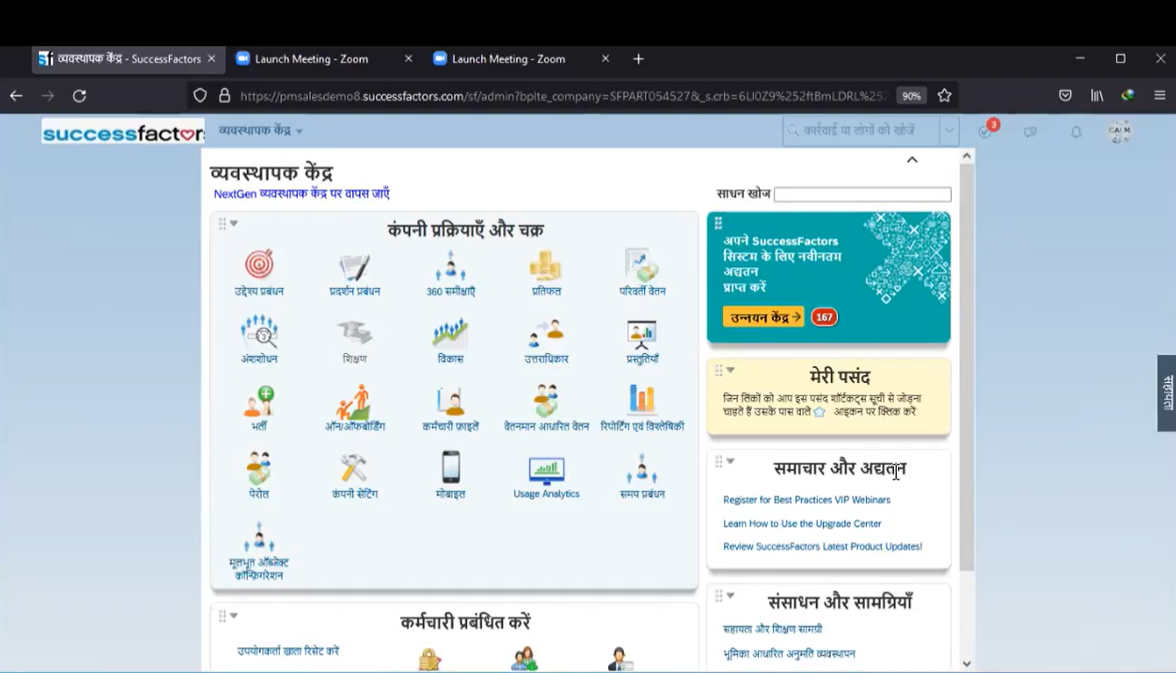 व्यवस्थापक केंद्र - SuccessFactors
Launch Meeting - Zoom
Launch Meeting - Zoom
https://pmsalesdemo8.successfactors.com/sf/admin?bplte_company=SFPART054527&_s.crb=6LI0Z9%252ftBmLDRL%252
90%
successfactors
व्यवस्थापक केंद्र
कार्रवाई या लोगों को खोजें
3
CALM
व्यवस्थापक केंद्र
NextGen व्यवस्थापक केंद्र पर वापस जाएँ
साधन खोज
कंपनी प्रक्रियाएँ और चक्र
उद्देश्य प्रबंधन
प्रदर्शन प्रबंधन
360 समीक्षाएँ
प्रतिफल
परिवर्ती वेतन
अंशशोधन
शिक्षण
विकास
उत्तराधिकार
प्रस्तुतियाँ
भर्ती
ऑन/ऑफबोर्डिंग
कर्मचारी फ़ाइलें
वेतनमान आधारित वेतन
रिपोर्टिंग एवं विश्लेषिकी
पेरोल
कंपनी सेटिंग
मोबाइल
Usage Analytics
समय प्रबंधन
मूलभूत ऑब्जेक्ट
कॉन्फ़िगरेशन
कर्मचारी प्रबंधित करें
उपयोगकर्ता खाता रिसेट करें
अपने SuccessFactors
सिस्टम के लिए नवीनतम
अद्यतन
प्राप्त करें
उन्नयन केंद्र
167
मेरी पसंद
जिन लिंकों को आप इस पसंद शॉर्टकट्स सूची से जोड़ना
चाहते हैं उसके पास वाले आइकन पर क्लिक करें
समाचार और अद्यतन
Register for Best Practices VIP Webinars
Learn How to Use the Upgrade Center
Review SuccessFactors Latest Product Updates!
संसाधन और सामग्रियाँ
सहायता और शिक्षण सामग्री
भूमिका आधारित अनुमति व्यवस्थापन
सहायता